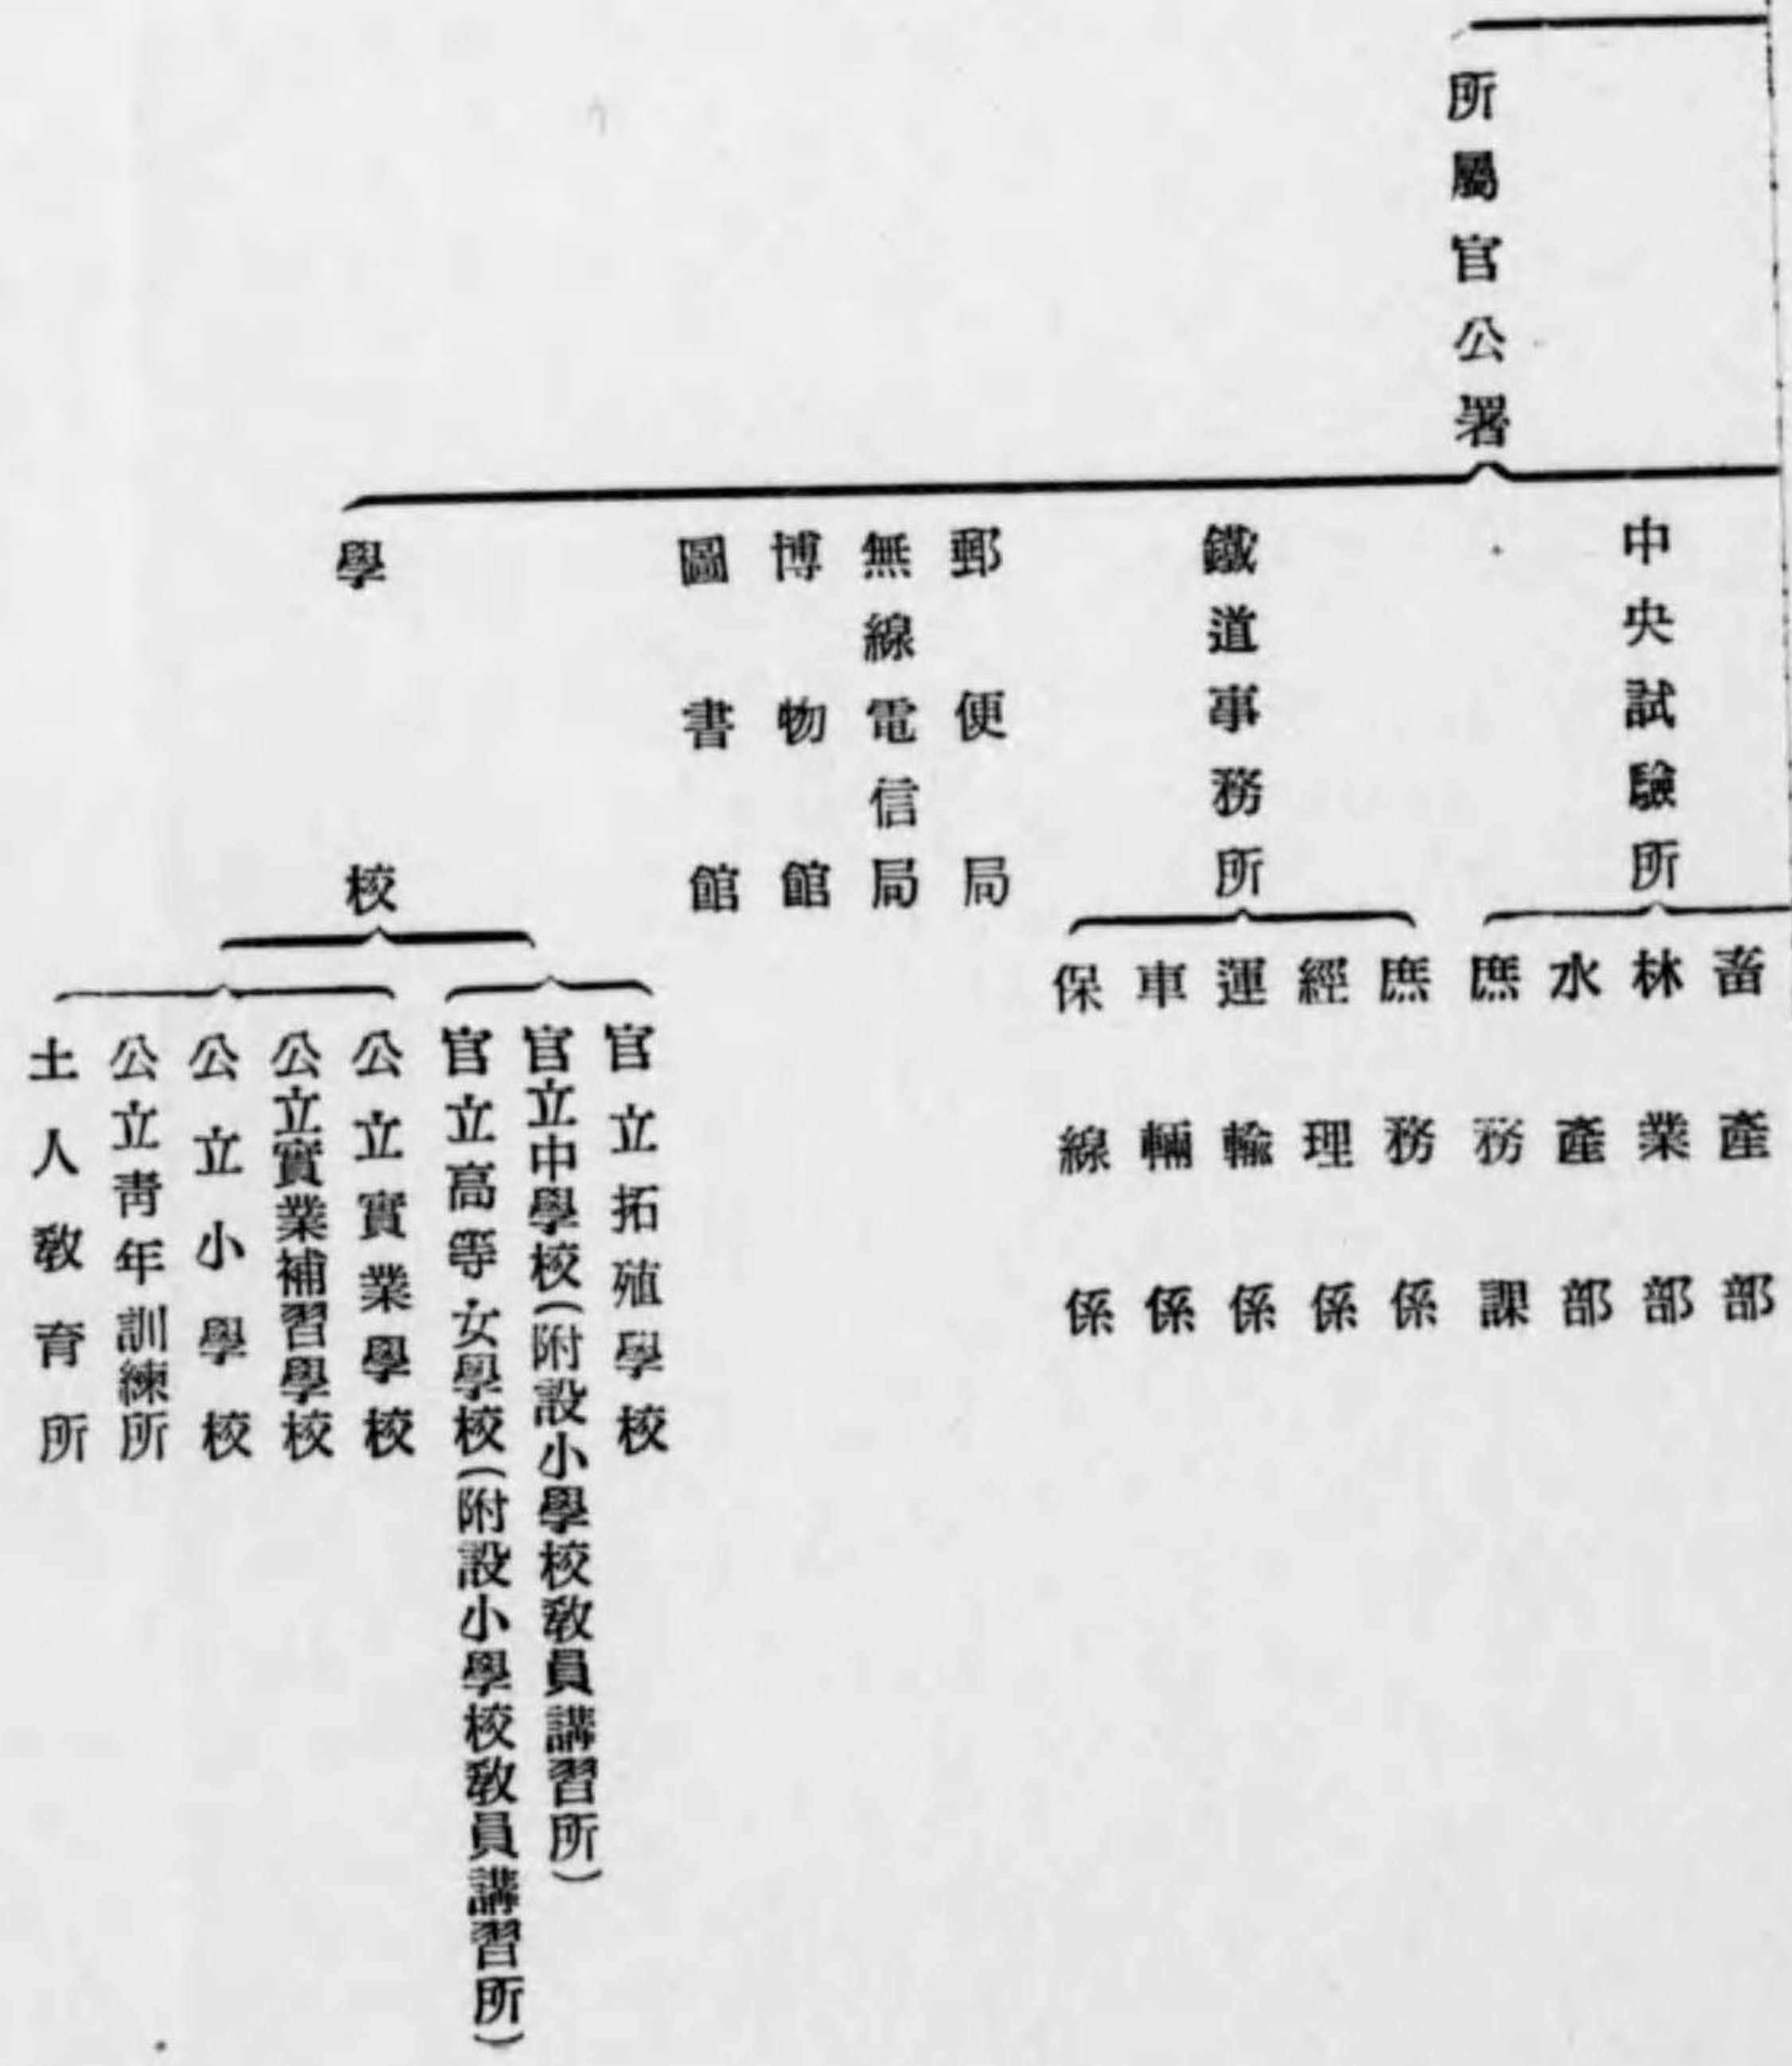 所屬官公署
中央試驗所
畜產部
林業部
水產部
庶務課
鐵道事務所
庶務係
經理係
運輸係
車輛係
保線係
郵便局
無線電信局
博物館
圖書館
學校
官立拓殖學校
官立中學校(附設小學校教員講習所)
官立高等女學校(附設小學校教員講習所)
公立實業學校
公立實業補習學校
公立小學校
公立靑年訓練所
土人教育所